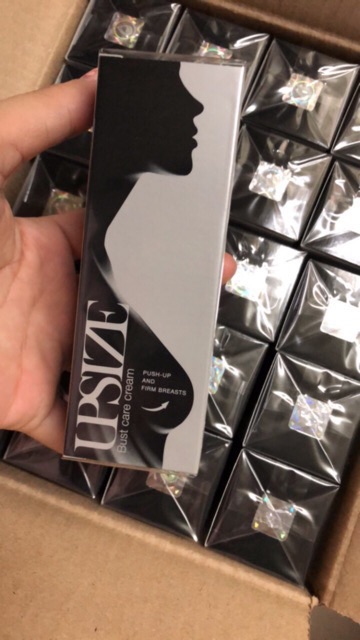 UPSIZE
Bust care cream
PUSH-UP
AND
FIRM BREASTS